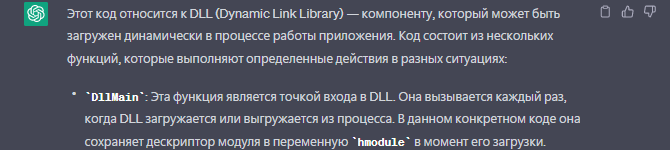 Этот код относится к DLL (Dynamic Link Library) — компоненту, который может быть
загружен динамически в процессе работы приложения. Код состоит из нескольких
функций, которые выполняют определенные действия в разных ситуациях:
• `DllMain`: Эта функция является точкой входа в DLL. Она вызывается каждый раз,
когда DLL загружается или выгружается из процесса. В данном конкретном коде она
сохраняет дескриптор модуля в переменную `hmodule` в момент его загрузки.